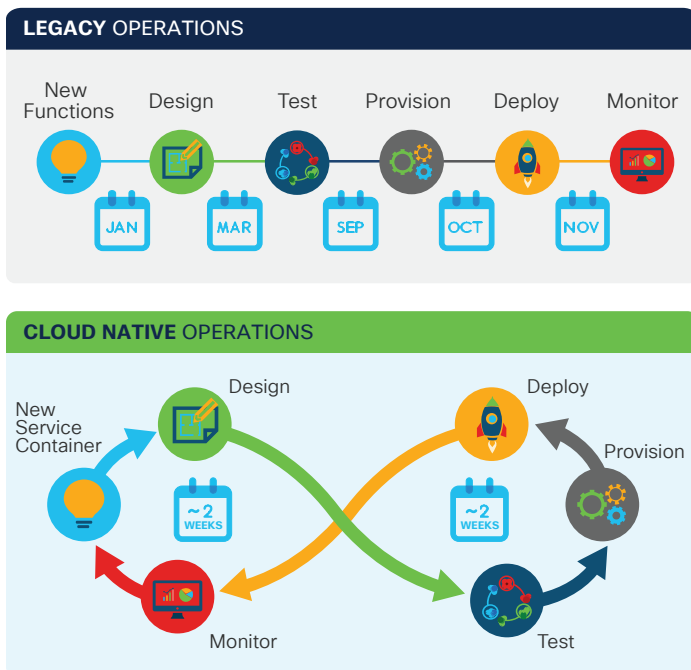 LEGACY OPERATIONS
New
Functions
Design
Test
Provision
Deploy
Monitor
JAN
MAR
SEP
OCT
NOV
CLOUD NATIVE OPERATIONS
Design
Deploy
New
Service
Container
Provision
~2
WEEKS
~2
WEEKS
Monitor
Test